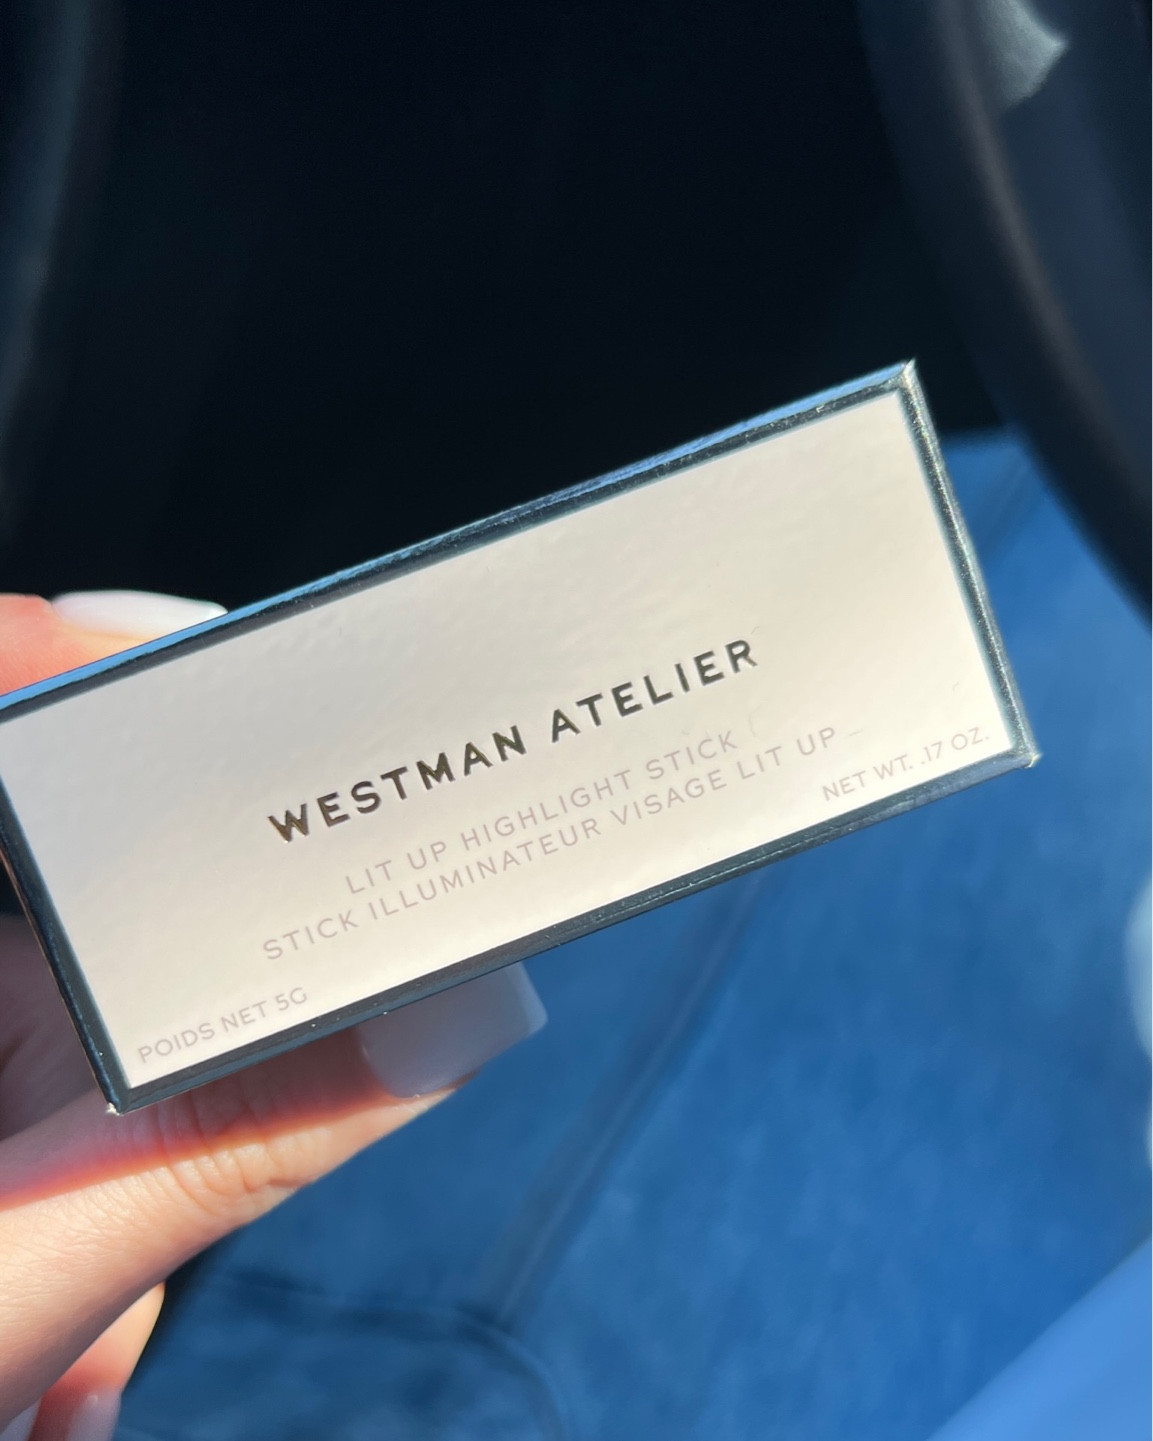 WESTMAN ATELIER
LIT UP HIGHLIGHT STICK
STICK ILLUMINATEUR VISAGE LIT UP
POIDS NET 5G
NET WT. .17 OZ.